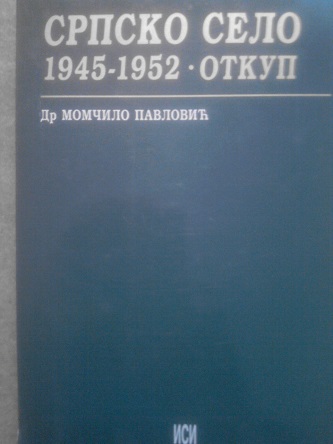 СРПСКО СЕЛО
1945-1952 · ОТКУП
Др МОМЧИЛО ПАВЛОВИЋ
ИСИ